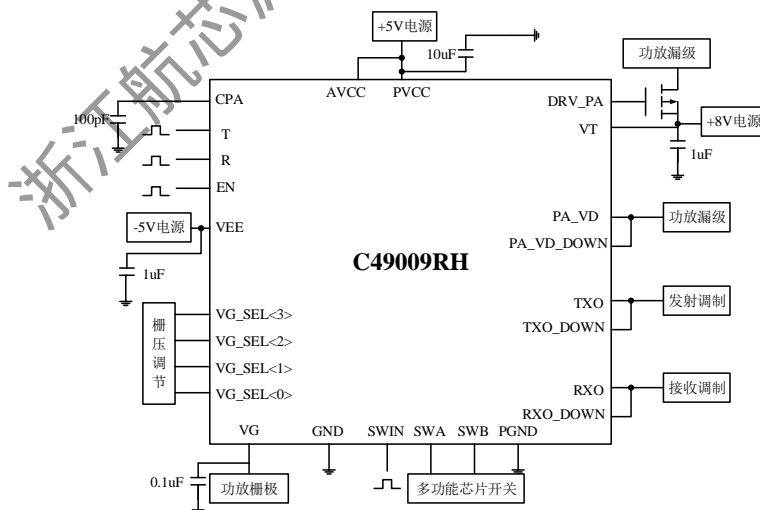 +5V电源
10uF
功放漏级
AVCC
PVCC
CPA
DRV_PA
100pF
T
VT
+8V电源
R
1uF
EN
-5V电源
VEE
PA_VD
功放漏级
PA_VD_DOWN
C49009RH
1uF
TXO
发射调制
TXO_DOWN
栅压调节
VG_SEL<3>
VG_SEL<2>
VG_SEL<1>
VG_SEL<0>
RXO
接收调制
RXO_DOWN
VG
GND
SWIN
SWA
SWB
PGND
0.1uF
功放栅极
多功能芯片开关
浙江航芯源